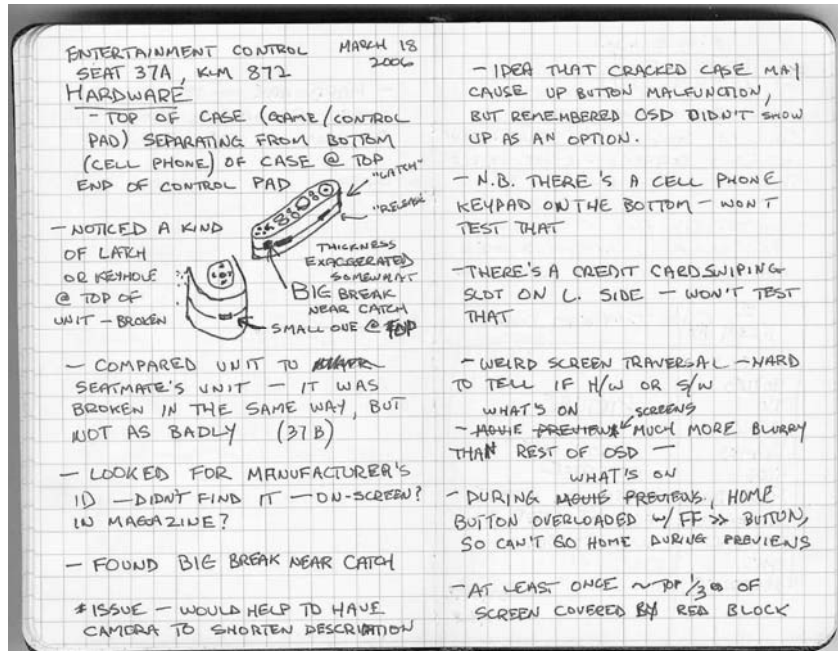 ENTERTAINMENT CONTROL MARCH 18
SEAT 37A, KLM 872 2006
HARDWARE
- TOP OF CASE (GAME/CONTROL
PAD) SEPARATING FROM BOTTOM
(CELL PHONE) OF CASE @ TOP
END OF CONTROL PAD
"LATCH"
"RELEASE"
- NOTICED A KIND
OF LATCH
OR KEYHOLE
@ TOP OF
UNIT - BROKEN
THICKNESS
EXAGGERATED
SOMEWHAT
BIG BREAK
NEAR CATCH
SMALL ONE @ TOP
- COMPARED UNIT TO
SEATMATE'S UNIT - IT WAS
BROKEN IN THE SAME WAY, BUT
NOT AS BADLY (37B)
- LOOKED FOR MANUFACTURER'S
ID - DIDN'T FIND IT - ON-SCREEN?
IN MAGAZINE?
- FOUND BIG BREAK NEAR CATCH
* ISSUE - WOULD HELP TO HAVE
CAMERA TO SHORTEN DESCRIPTION
- IDEA THAT CRACKED CASE MAY
CAUSE UP BUTTON MALFUNCTION,
BUT REMEMBERED OSD DIDN'T SHOW
UP AS AN OPTION.
- N.B. THERE'S A CELL PHONE
KEYPAD ON THE BOTTOM - WON'T
TEST THAT
- THERE'S A CREDIT CARD SWIPING
SLOT ON L. SIDE - WON'T TEST
THAT
- WEIRD SCREEN TRAVERSAL - HARD
TO TELL IF H/W OR S/W
WHAT'S ON SCREENS
- MOVIE PREVIEWS MUCH MORE BLURRY
THAN REST OF OSD -
WHAT'S ON
- DURING MOVIE PREVIEWS, HOME
BUTTON OVERLOADED W/ FF >> BUTTON,
SO CAN'T GO HOME DURING PREVIEWS
- AT LEAST ONCE ~ TOP 1/3 OF
SCREEN COVERED BY RED BLOCK